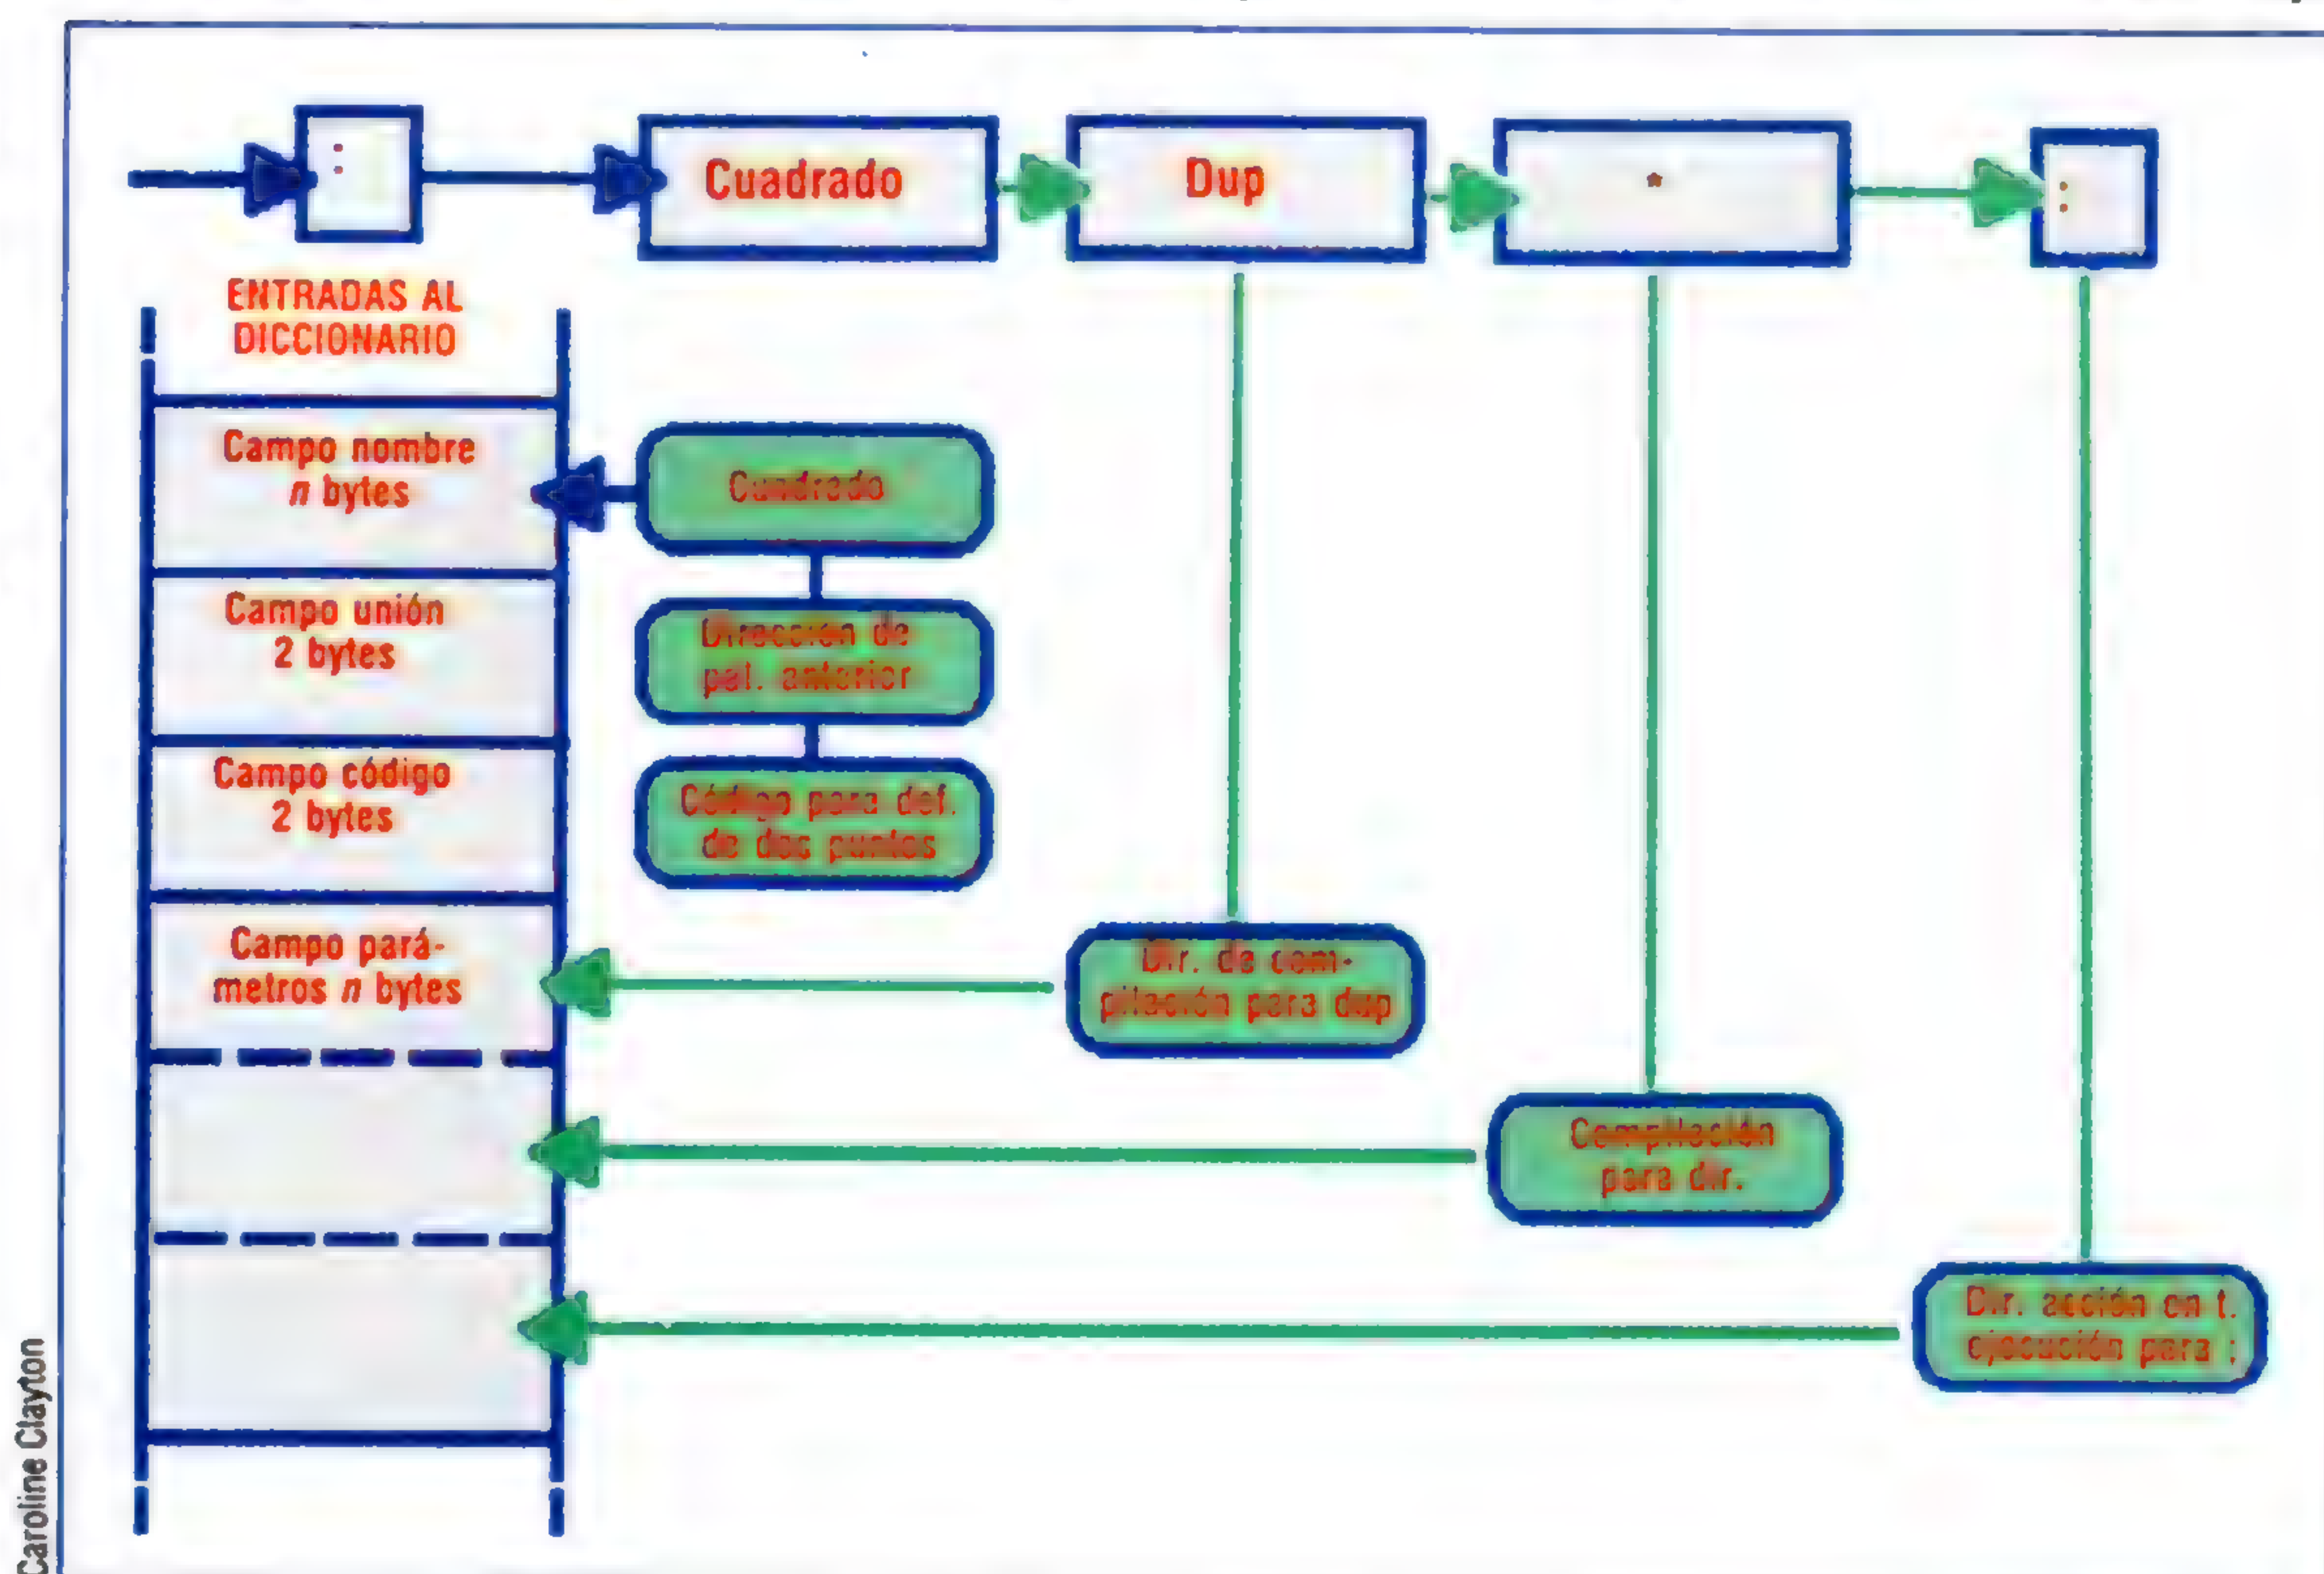 :
Cuadrado
Dup
*
:
ENTRADAS AL
DICCIONARIO
Campo nombre
n bytes
Cuadrado
Campo unión
2 bytes
Dirección de
pal. anterior
Campo código
2 bytes
Código para def.
de dos puntos
Campo pará-
metros n bytes
Dir. de com-
pilación para dup
Compilación
para dir.
Dir. acción en t.
ejecución para ;
Caroline Clayton